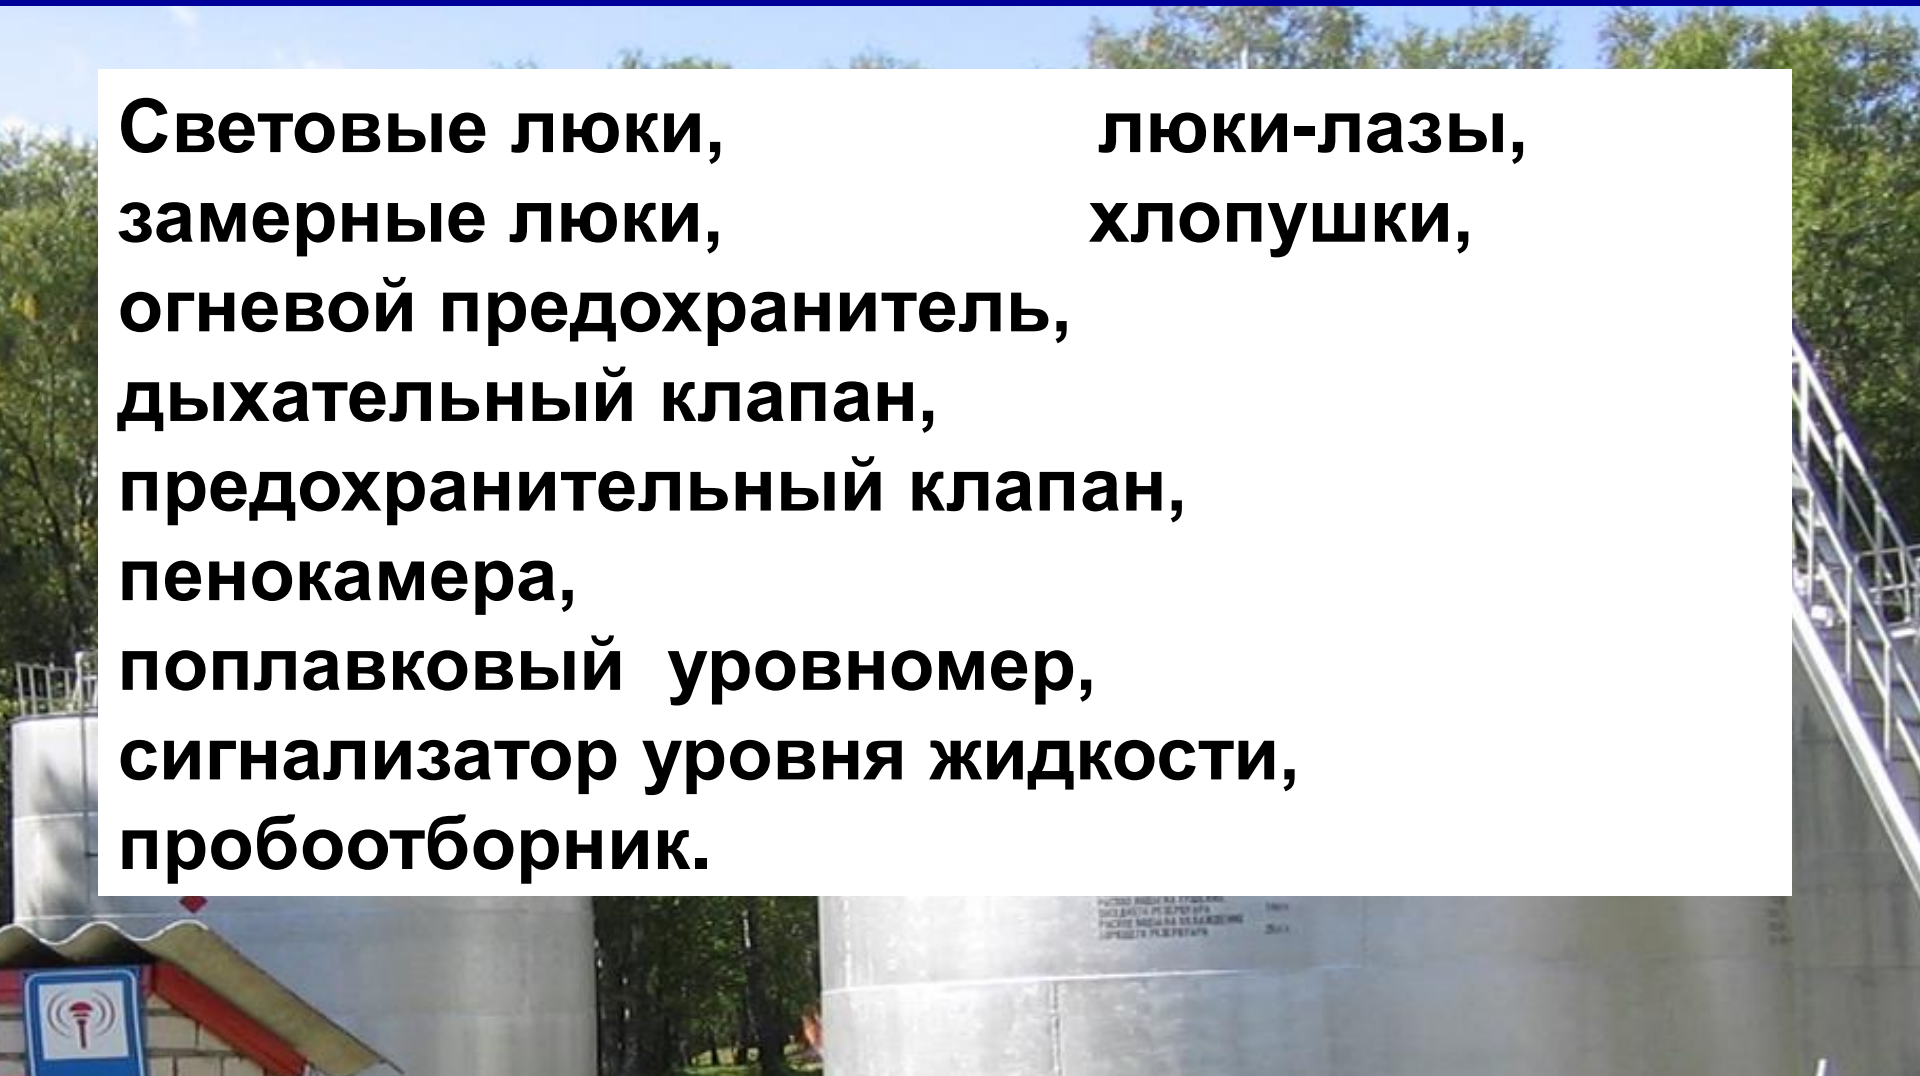 Световые люки, люки-лазы,
замерные люки, хлопушки,
огневой предохранитель,
дыхательный клапан,
предохранительный клапан,
пенокамера,
поплавковый уровномер,
сигнализатор уровня жидкости,
пробоотборник.